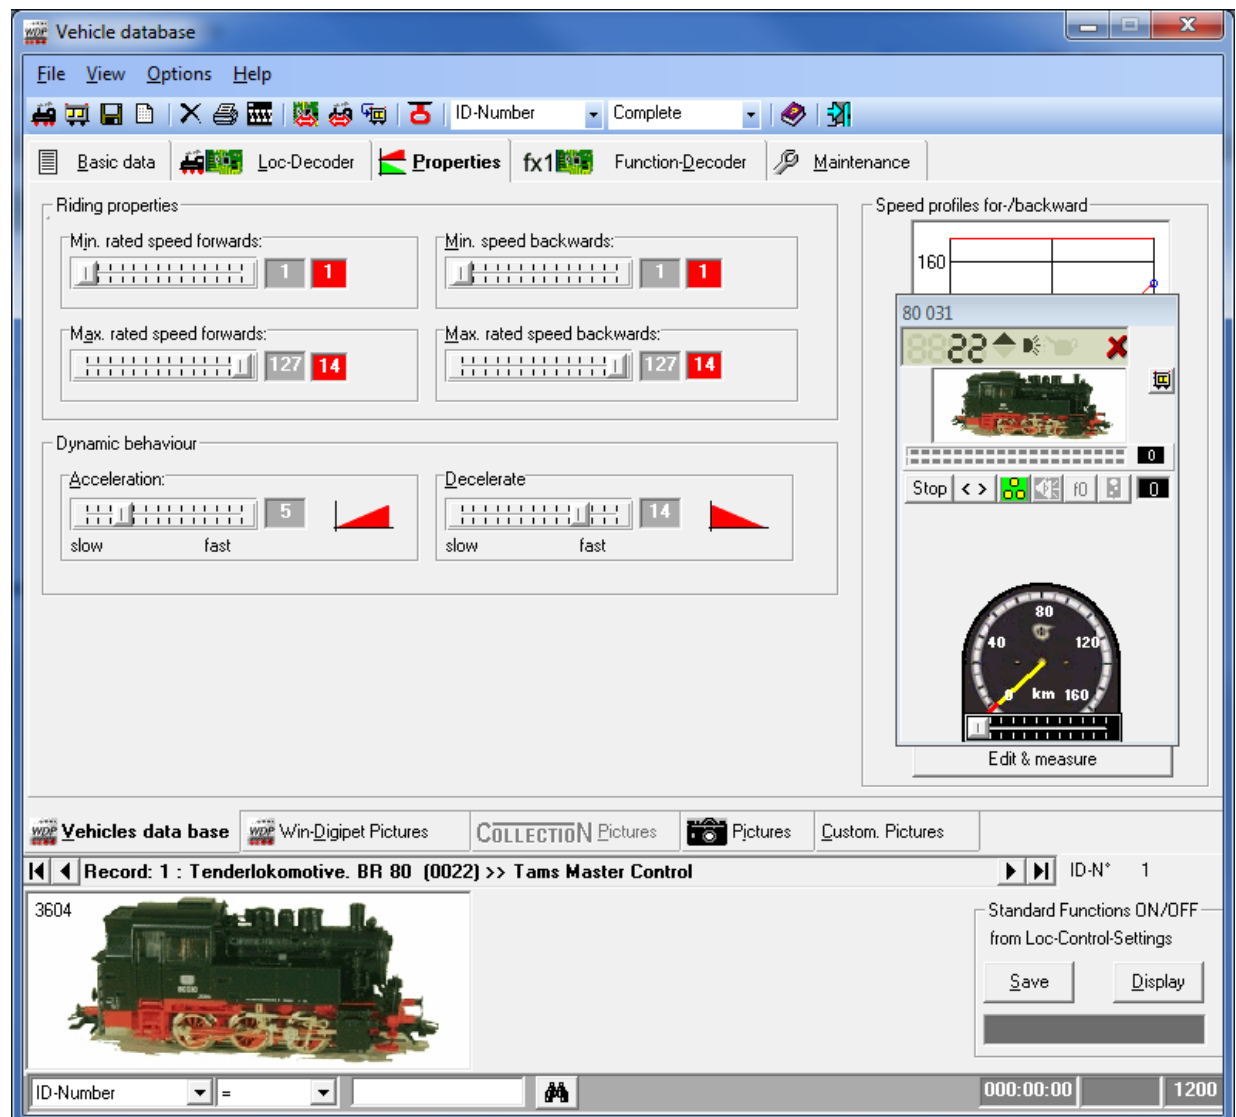 WDP Vehicle database
File View Options Help
ID-Number Complete
Basic data Loc-Decoder Properties fx1 Function-Decoder Maintenance
Riding properties
Speed profiles for-/backward
Min. rated speed forwards:
1 1
Min. speed backwards:
1 1
160
Max. rated speed forwards:
127 14
Max. rated speed backwards:
127 14
80 031
22
Dynamic behaviour
Acceleration:
5
slow fast
Decelerate
14
slow fast
0
Stop < > f0 0
80
40 120
0 km 160
Edit & measure
WDP Vehicles data base WDP Win-Digipet Pictures COLLECTION Pictures Pictures Custom. Pictures
Record: 1 : Tenderlokomotive. BR 80 (0022) >> Tams Master Control
ID-N° 1
3604
Standard Functions ON/OFF
from Loc-Control-Settings
Save Display
ID-Number = 000:00:00 1200